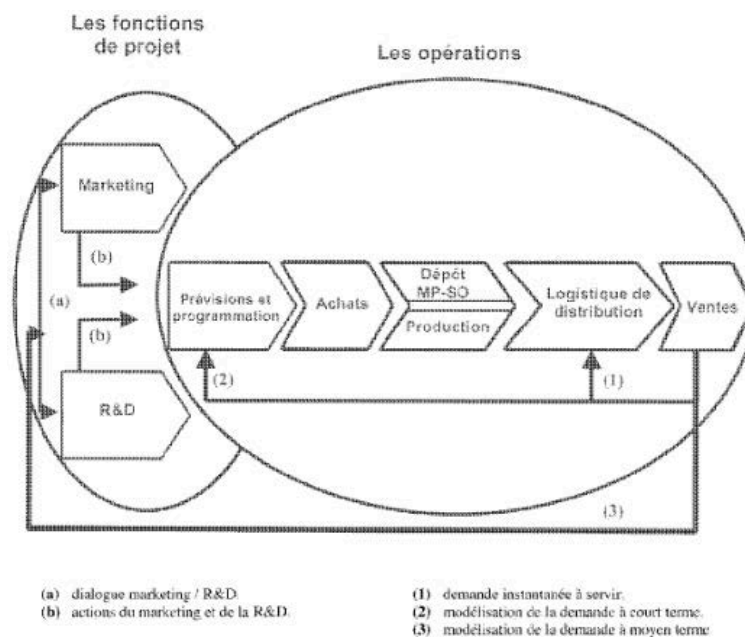 Les fonctions
de projet
Les opérations
Marketing
(b)
(a)
(b)
R&D
Prévisions et
programmation
Achats
Dépôt
MP-SO
Production
Logistique de
distribution
Ventes
(2)
(1)
(3)
(a) dialogue marketing / R&D
(b) actions du marketing et de la R&D.
(1) demande instantanée à servir.
(2) modélisation de la demande à court terme.
(3) modélisation de la demande à moyen terme